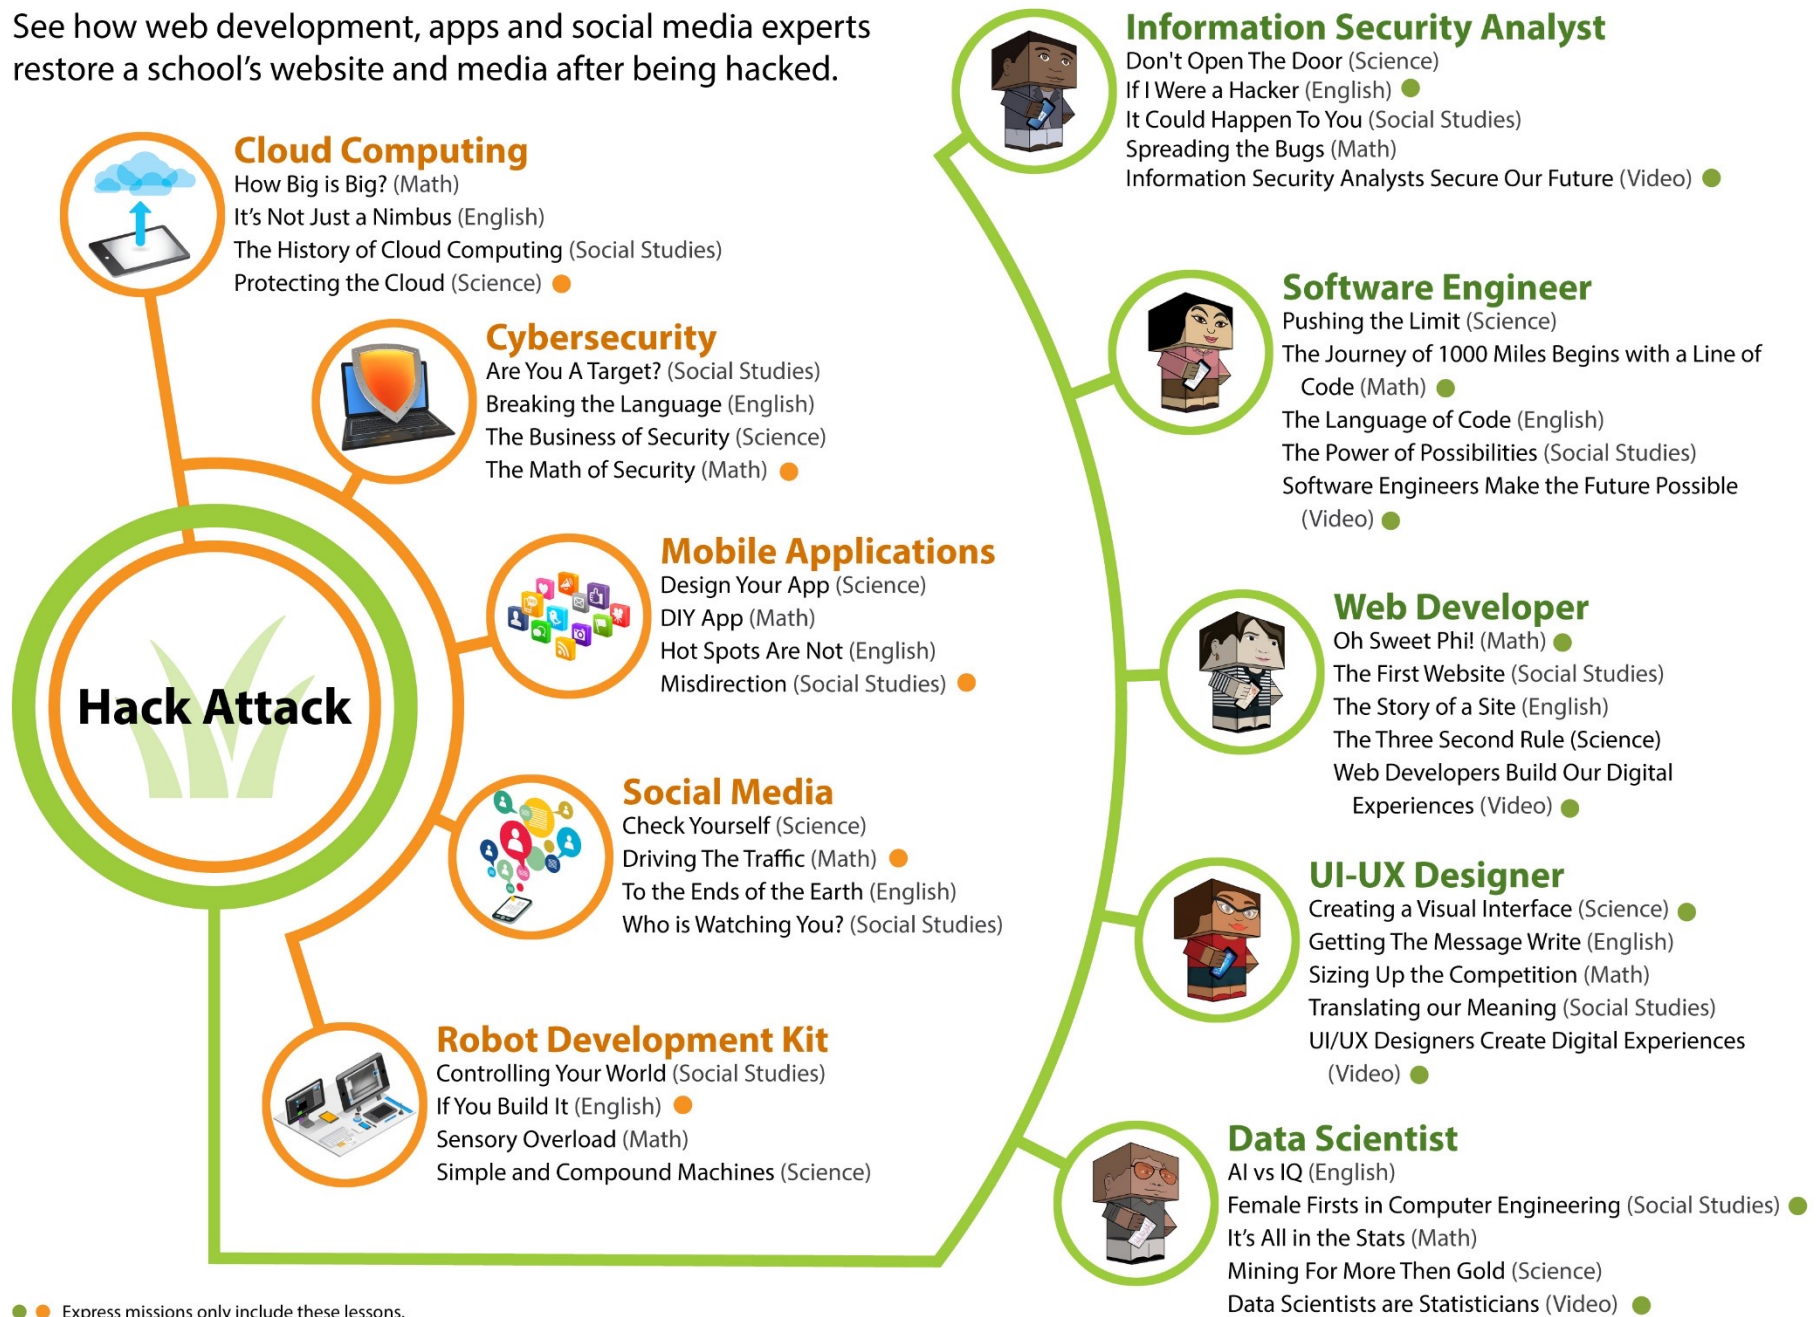 See how web development, apps and social media experts
restore a school's website and media after being hacked.
Cloud Computing
How Big is Big? (Math)
It's Not Just a Nimbus (English)
The History of Cloud Computing (Social Studies)
Protecting the Cloud (Science)
Cybersecurity
Are You A Target? (Social Studies)
Breaking the Language (English)
The Business of Security (Science)
The Math of Security (Math)
Mobile Applications
Design Your App (Science)
DIY App (Math)
Hot Spots Are Not (English)
Misdirection (Social Studies)
Hack Attack
Social Media
Check Yourself (Science)
Driving The Traffic (Math)
To the Ends of the Earth (English)
Who is Watching You? (Social Studies)
Robot Development Kit
Controlling Your World (Social Studies)
If You Build It (English)
Sensory Overload (Math)
Simple and Compound Machines (Science)
Information Security Analyst
Don't Open The Door (Science)
If I Were a Hacker (English)
It Could Happen To You (Social Studies)
Spreading the Bugs (Math)
Information Security Analysts Secure Our Future (Video)
Software Engineer
Pushing the Limit (Science)
The Journey of 1000 Miles Begins with a Line of
Code (Math)
The Language of Code (English)
The Power of Possibilities (Social Studies)
Software Engineers Make the Future Possible
(Video)
Web Developer
Oh Sweet Phi! (Math)
The First Website (Social Studies)
The Story of a Site (English)
The Three Second Rule (Science)
Web Developers Build Our Digital
Experiences (Video)
UI-UX Designer
Creating a Visual Interface (Science)
Getting The Message Write (English)
Sizing Up the Competition (Math)
Translating our Meaning (Social Studies)
UI/UX Designers Create Digital Experiences
(Video)
Data Scientist
AI vs IQ (English)
Female Firsts in Computer Engineering (Social Studies)
It's All in the Stats (Math)
Mining For More Then Gold (Science)
Data Scientists are Statisticians (Video)
Express missions only include these lessons.